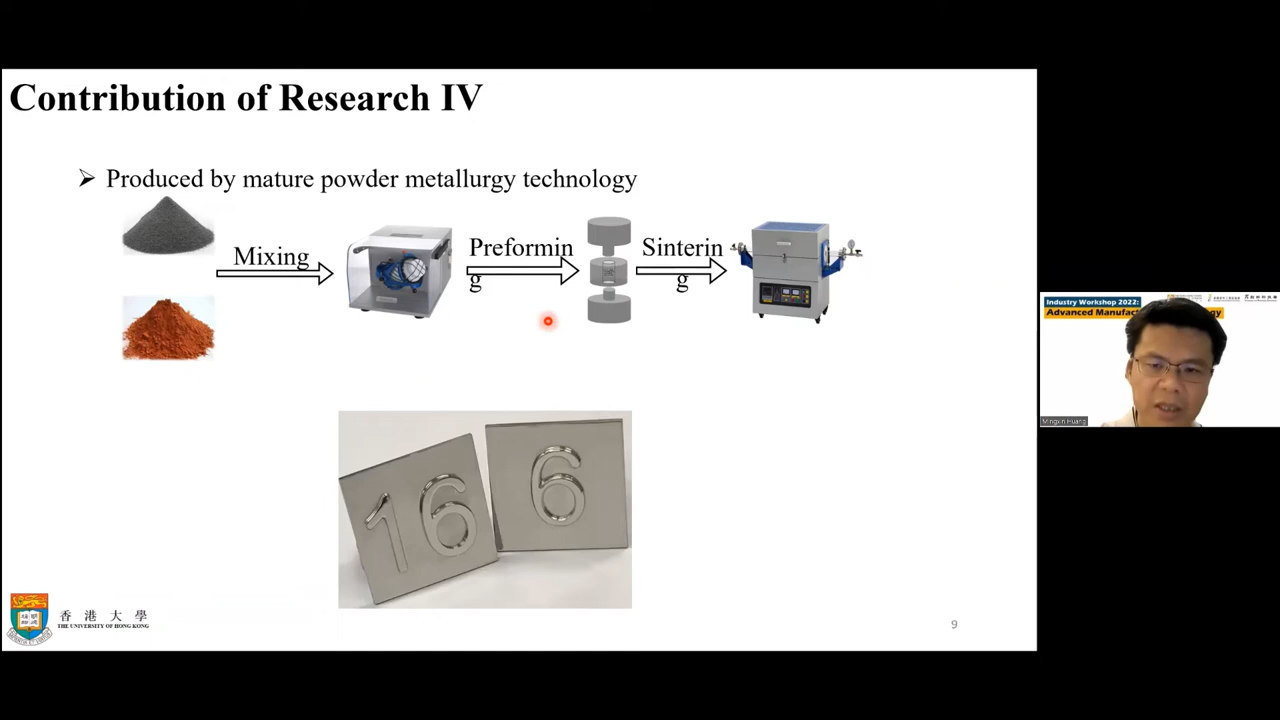 Contribution of Research IV
➢ Produced by mature powder metallurgy technology
Mixing
Preformin
g
Sinterin
g
16
6
香港大學
THE UNIVERSITY OF HONG KONG
9
Industry Workshop 2022:
Advanced Manufac
gy
Mingxin Huang